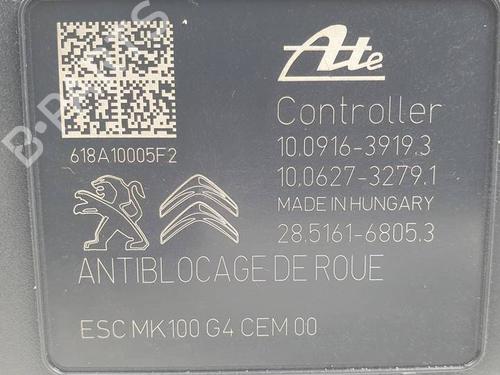 Ate
Controller
10.0916-3919.3
10.0627-3279.1
MADE IN HUNGARY
28.5161-6805.3
618A10005F2
ANTIBLOCAGE DE ROUE
ESC MK100 G4 CEM 00
B-PARTS